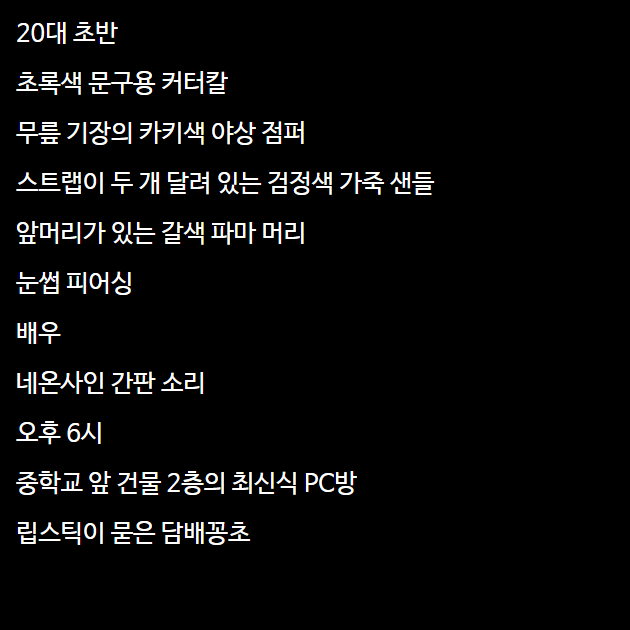 20대 초반
초록색 문구용 커터칼
무릎 기장의 카키색 야상 점퍼
스트랩이 두 개 달려 있는 검정색 가죽 샌들
앞머리가 있는 갈색 파마 머리
눈썹 피어싱
배우
네온사인 간판 소리
오후 6시
중학교 앞 건물 2층의 최신식 PC방
립스틱이 묻은 담배꽁초